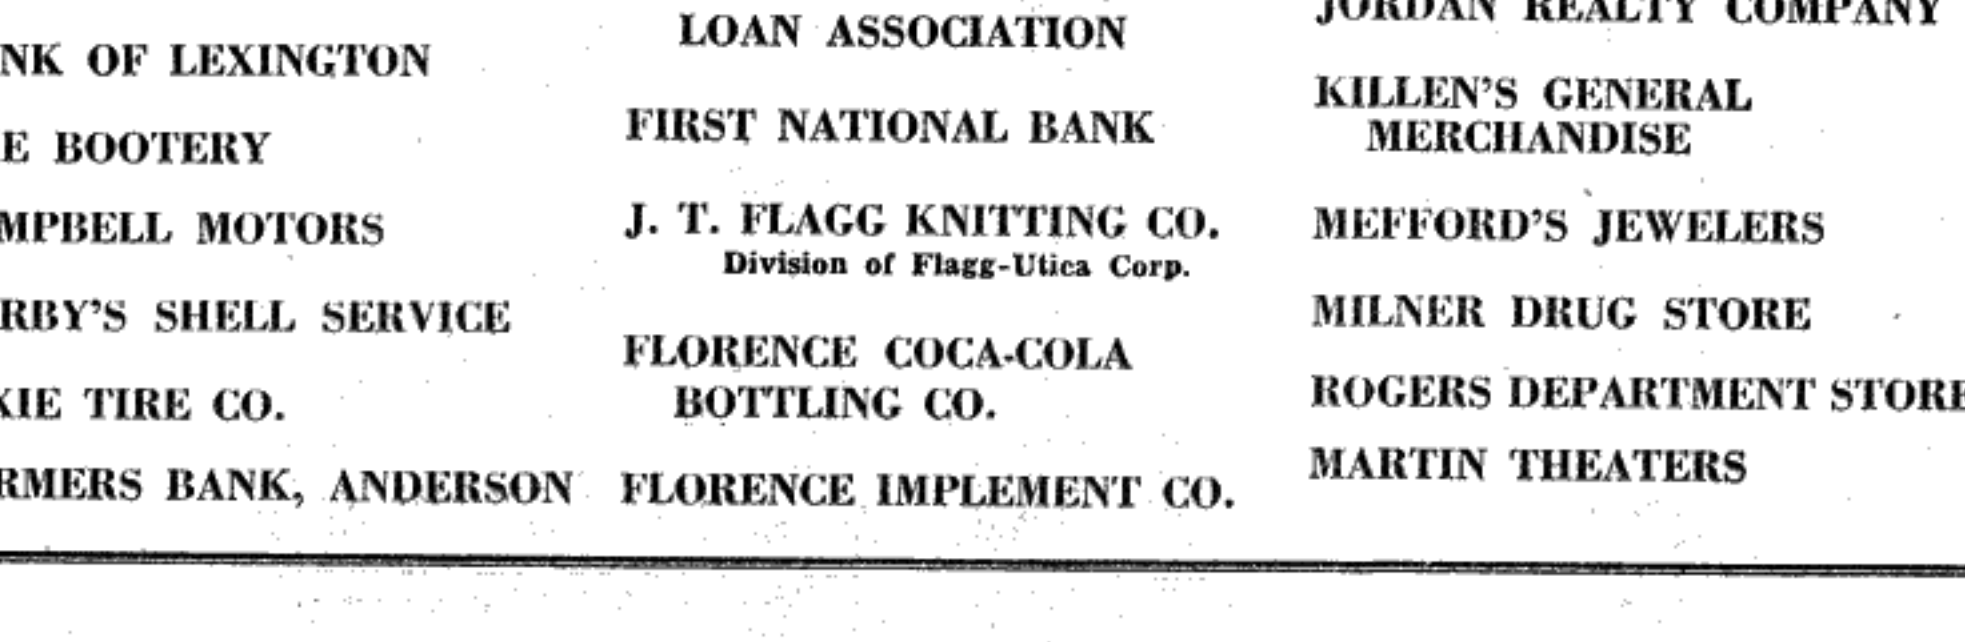 NK OF LEXINGTON
E BOOTERY
MPBELL MOTORS
RBY'S SHELL SERVICE
XIE TIRE CO.
RMERS BANK, ANDERSON
LOAN ASSOCIATION
FIRST NATIONAL BANK
J. T. FLAGG KNITTING CO.
Division of Flagg-Utica Corp.
FLORENCE COCA-COLA
BOTTLING CO.
FLORENCE IMPLEMENT CO.
JORDAN REALTY COMPANY
KILLEN'S GENERAL
MERCHANDISE
MEFFORD'S JEWELERS
MILNER DRUG STORE
ROGERS DEPARTMENT STORE
MARTIN THEATERS